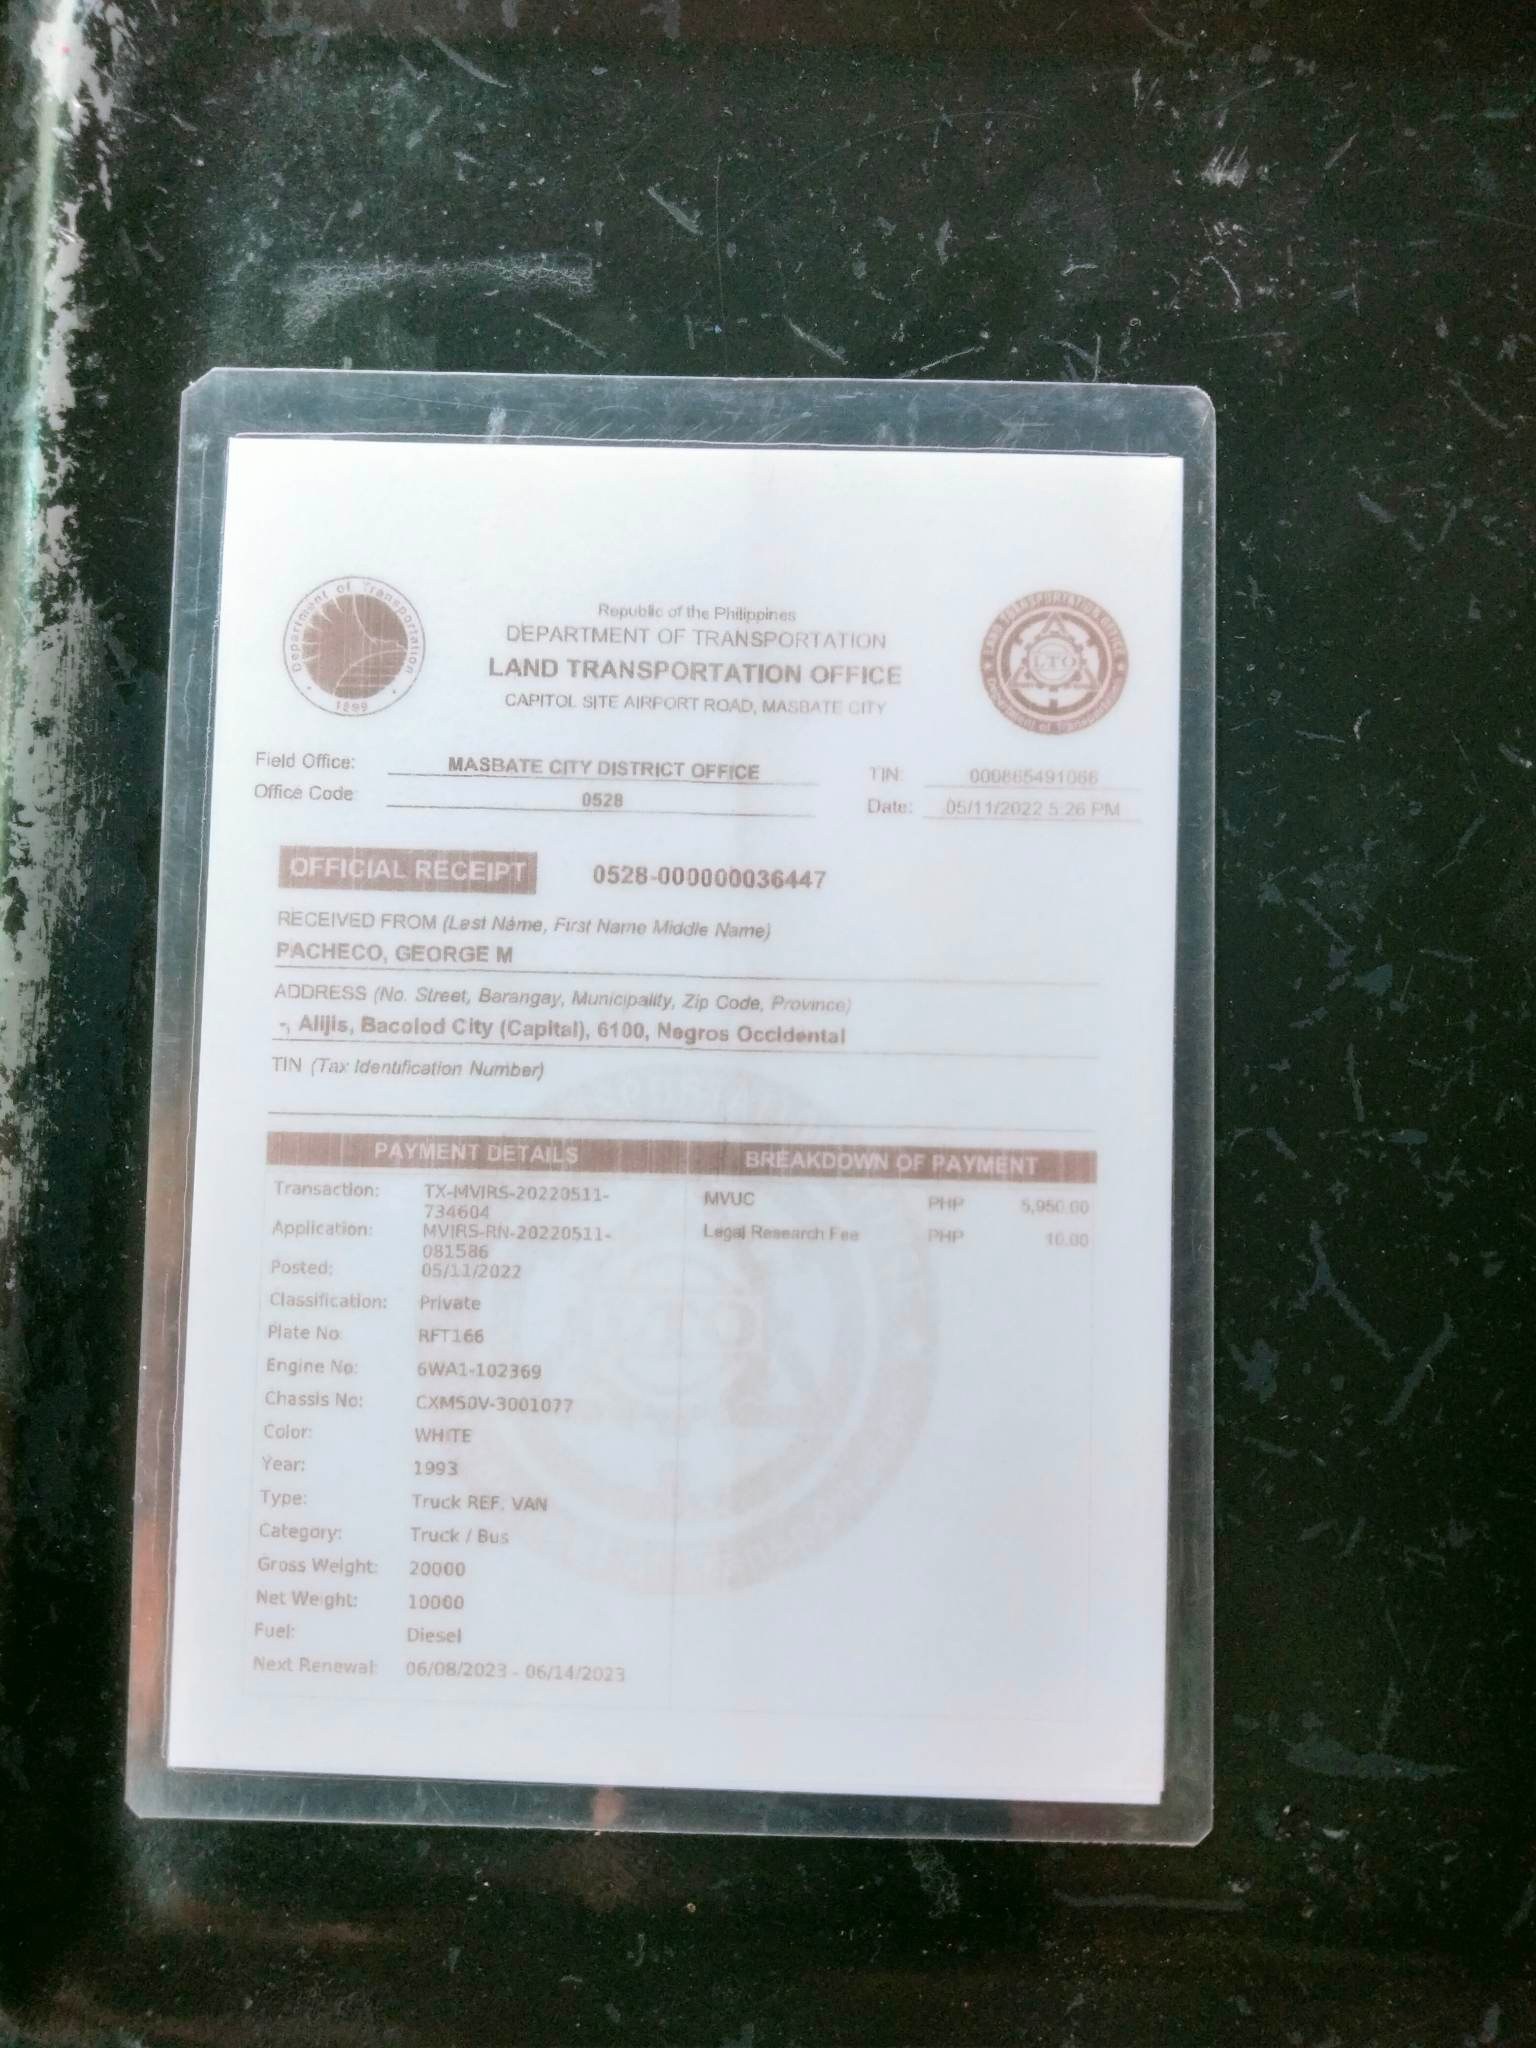 Department of Transportation
1899
Republic of the Philippines
DEPARTMENT OF TRANSPORTATION
LAND TRANSPORTATION OFFICE
CAPITOL SITE AIRPORT ROAD, MASBATE CITY
LAND TRANSPORTATION OFFICE
LTO
Department of Transportation
Field Office: MASBATE CITY DISTRICT OFFICE TIN: 000865491066
Office Code: 0528 Date: 05/11/2022 5:26 PM
OFFICIAL RECEIPT 0528-000000036447
RECEIVED FROM (Last Name, First Name Middle Name)
PACHECO, GEORGE M
ADDRESS (No. Street, Barangay, Municipality, Zip Code, Province)
-, Alijis, Bacolod City (Capital), 6100, Negros Occidental
TIN (Tax Identification Number)
PAYMENT DETAILS BREAKDOWN OF PAYMENT
Transaction: TX-MVIRS-20220511-
734604
MVUC PHP 5,950.00
Application: MVIRS-RN-20220511-
081586
Legal Research Fee PHP 10.00
Posted: 05/11/2022
Classification: Private
Plate No: RFT166
Engine No: 6WA1-102369
Chassis No: CXM50V-3001077
Color: WHITE
Year: 1993
Type: Truck REF. VAN
Category: Truck / Bus
Gross Weight: 20000
Net Weight: 10000
Fuel: Diesel
Next Renewal: 06/08/2023 - 06/14/2023